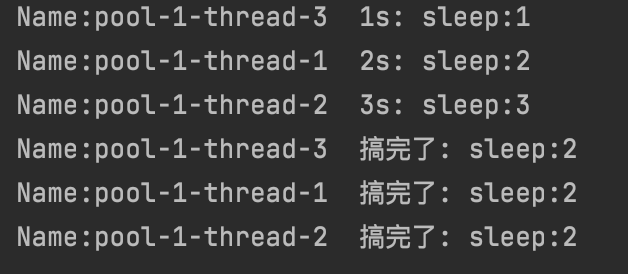 Name:pool-1-thread-3  1s: sleep:1
Name:pool-1-thread-1  2s: sleep:2
Name:pool-1-thread-2  3s: sleep:3
Name:pool-1-thread-3  搞完了: sleep:2
Name:pool-1-thread-1  搞完了: sleep:2
Name:pool-1-thread-2  搞完了: sleep:2